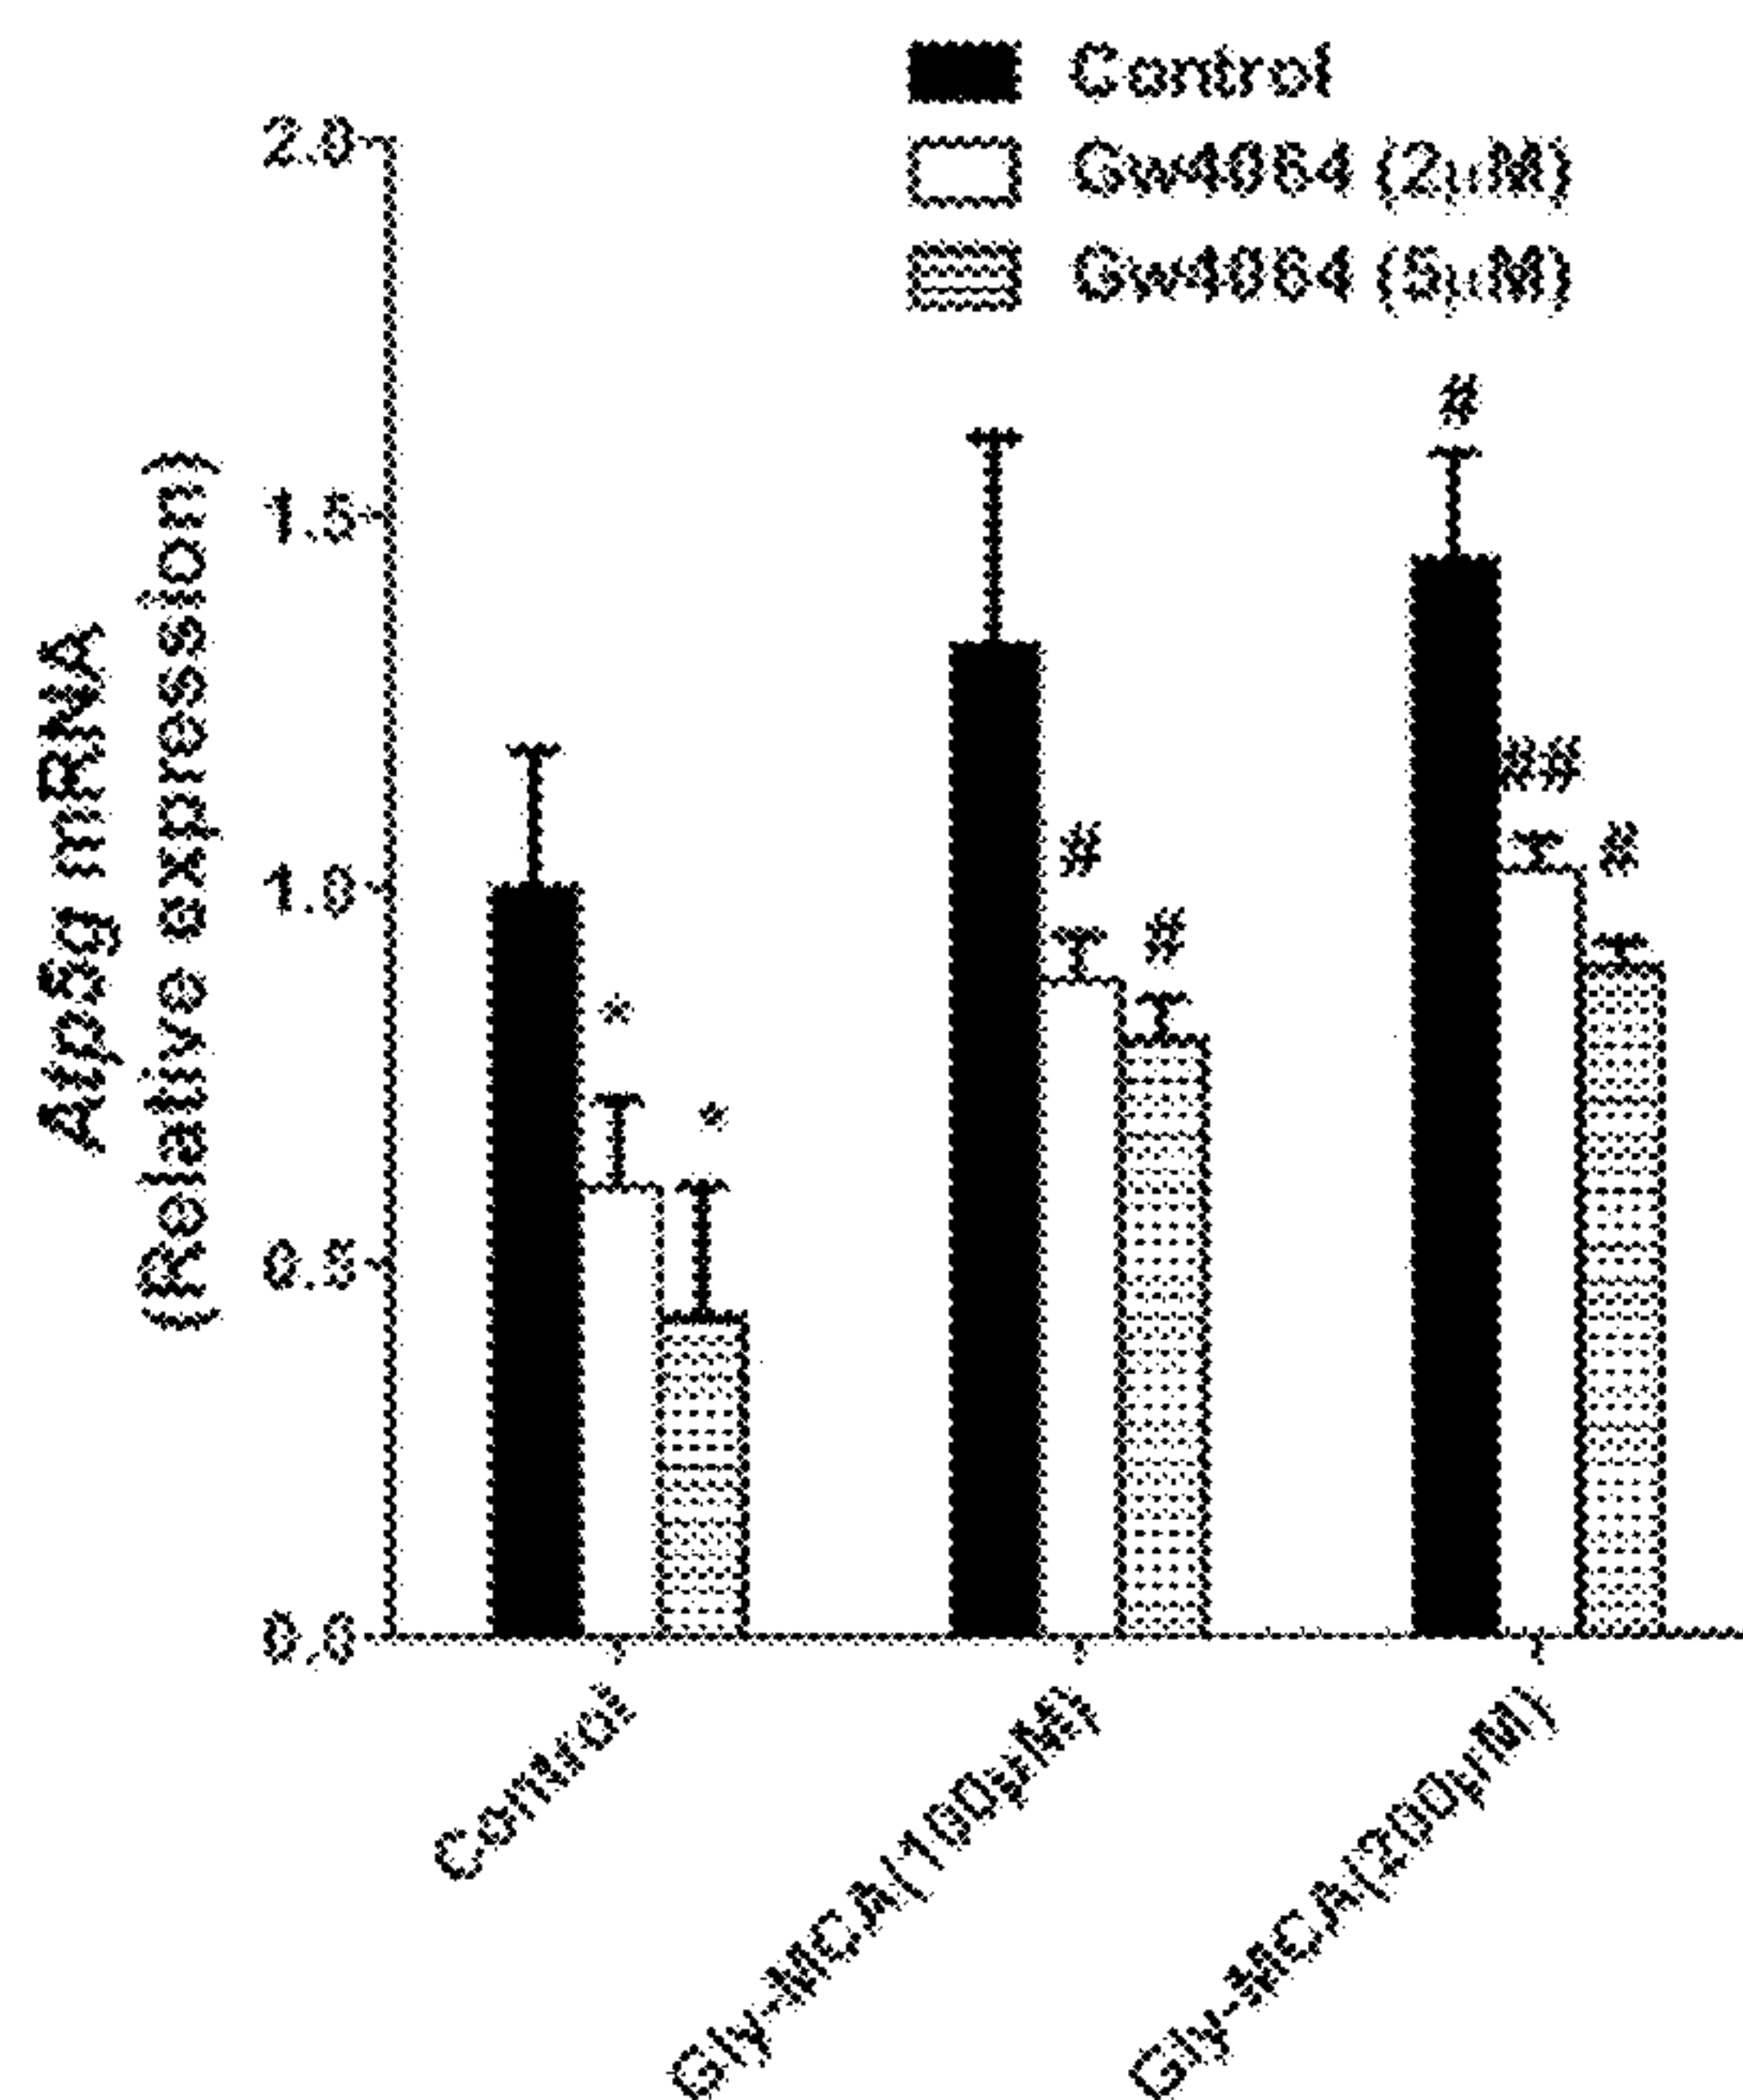 Control
Gw4064 (2µM)
Gw4064 (5µM)
2.0
1.5
1.0
0.5
0.0
Atp5g mRNA
(Relative expression)
#
##
#
#
#
*
*
Control
Gly-MCA(100µM)
Gly-MCA(200µM)